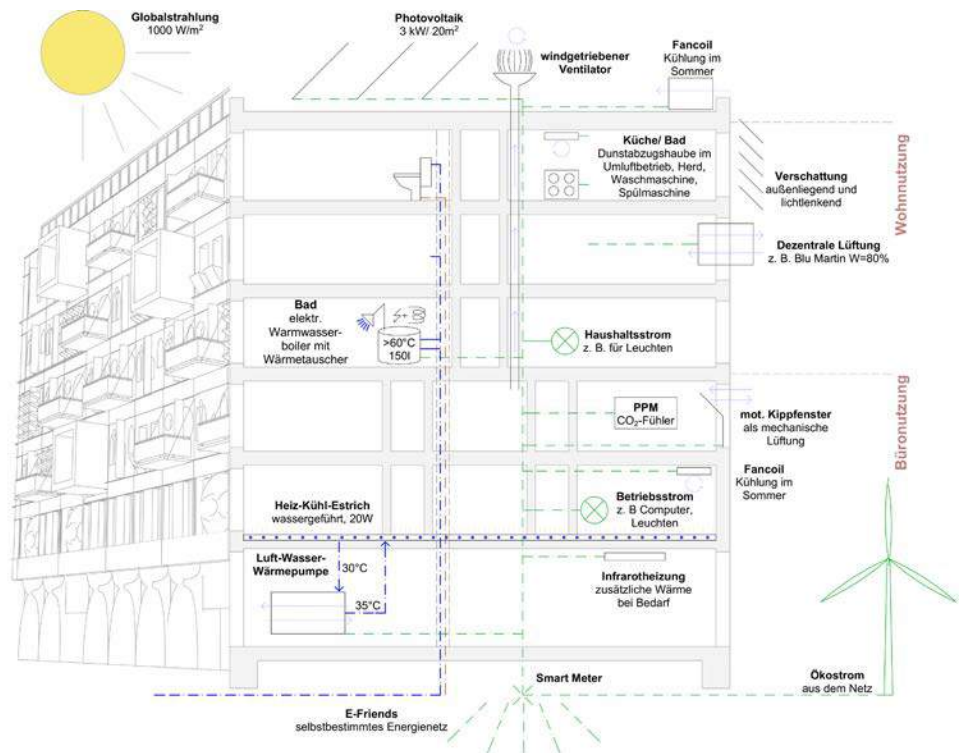 Globalstrahlung
1000 W/m²
Photovoltaik
3 kW/ 20m²
windgetriebener
Ventilator
Fancoil
Kühlung im
Sommer
Küche/ Bad
Dunstabzugshaube im
Umluftbetrieb, Herd,
Waschmaschine,
Spülmaschine
Verschattung
außenliegend und
lichtlenkend
Wohnnutzung
Dezentrale Lüftung
z. B. Blu Martin W=80%
Bad
elektr.
Warmwasser-
boiler mit
Wärmetauscher
>60°C
150l
Haushaltsstrom
z. B. für Leuchten
PPM
CO₂-Fühler
mot. Kippfenster
als mechanische
Lüftung
Büronutzung
Fancoil
Kühlung im
Sommer
Heiz-Kühl-Estrich
wassergeführt, 20W
Betriebsstrom
z. B Computer,
Leuchten
Luft-Wasser-
Wärmepumpe
30°C
35°C
Infrarotheizung
zusätzliche Wärme
bei Bedarf
Smart Meter
Ökostrom
aus dem Netz
E-Friends
selbstbestimmtes Energienetz